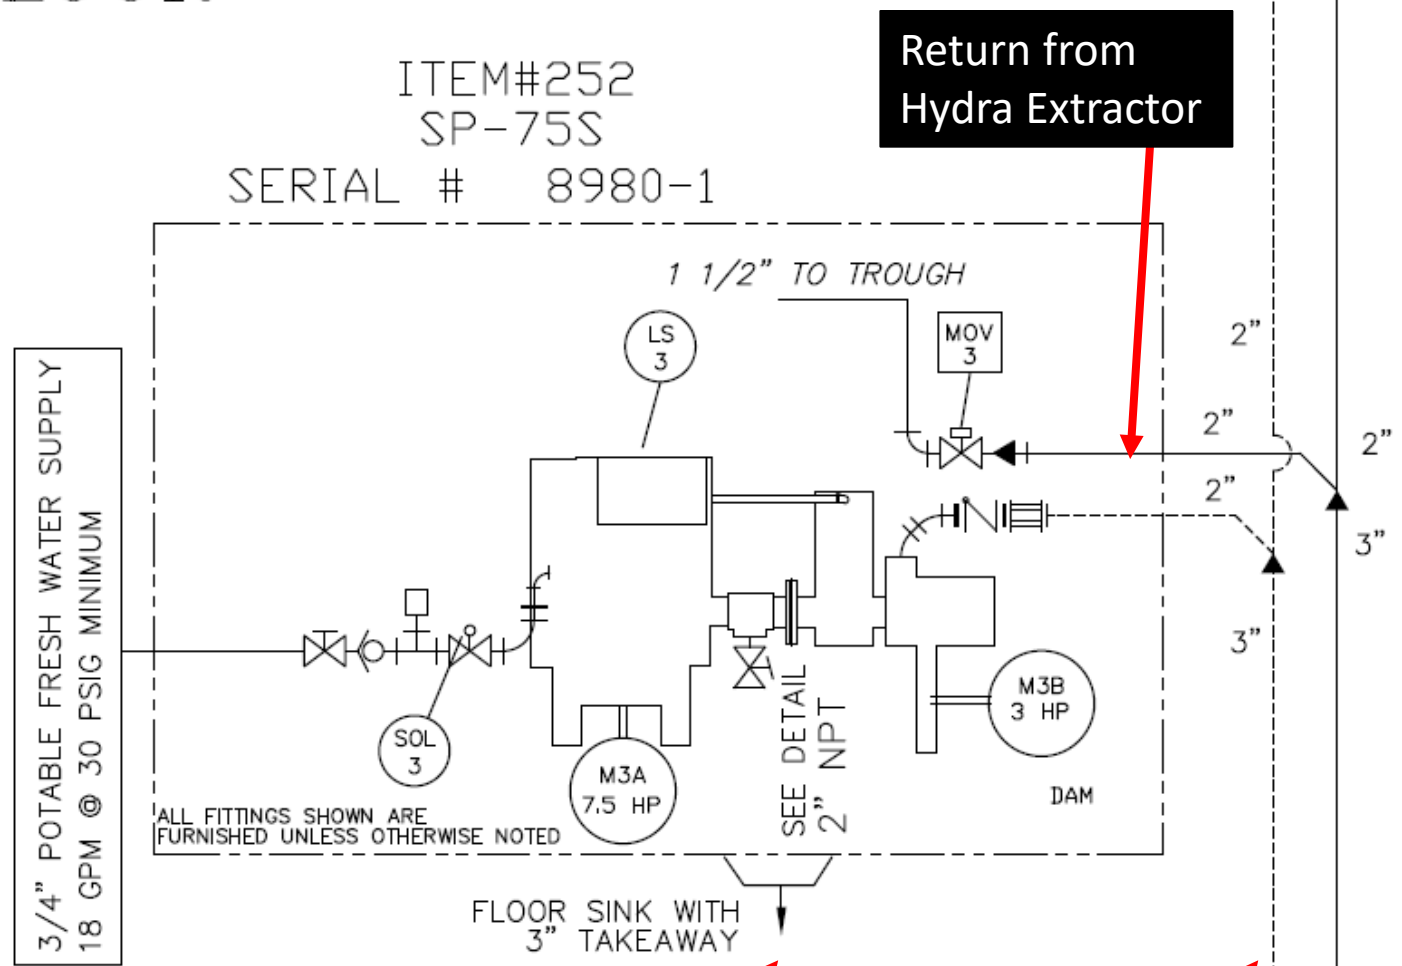 ITEM#252
SP-75S
SERIAL # 8980-1
Return from
Hydra Extractor
1 1/2" TO TROUGH
LS
3
MOV
3
2"
2"
2"
2"
3"
3"
3/4" POTABLE FRESH WATER SUPPLY
18 GPM @ 30 PSIG MINIMUM
SOL
3
M3A
7.5 HP
SEE DETAIL
2" NPT
M3B
3 HP
DAM
ALL FITTINGS SHOWN ARE
FURNISHED UNLESS OTHERWISE NOTED
FLOOR SINK WITH
3" TAKEAWAY